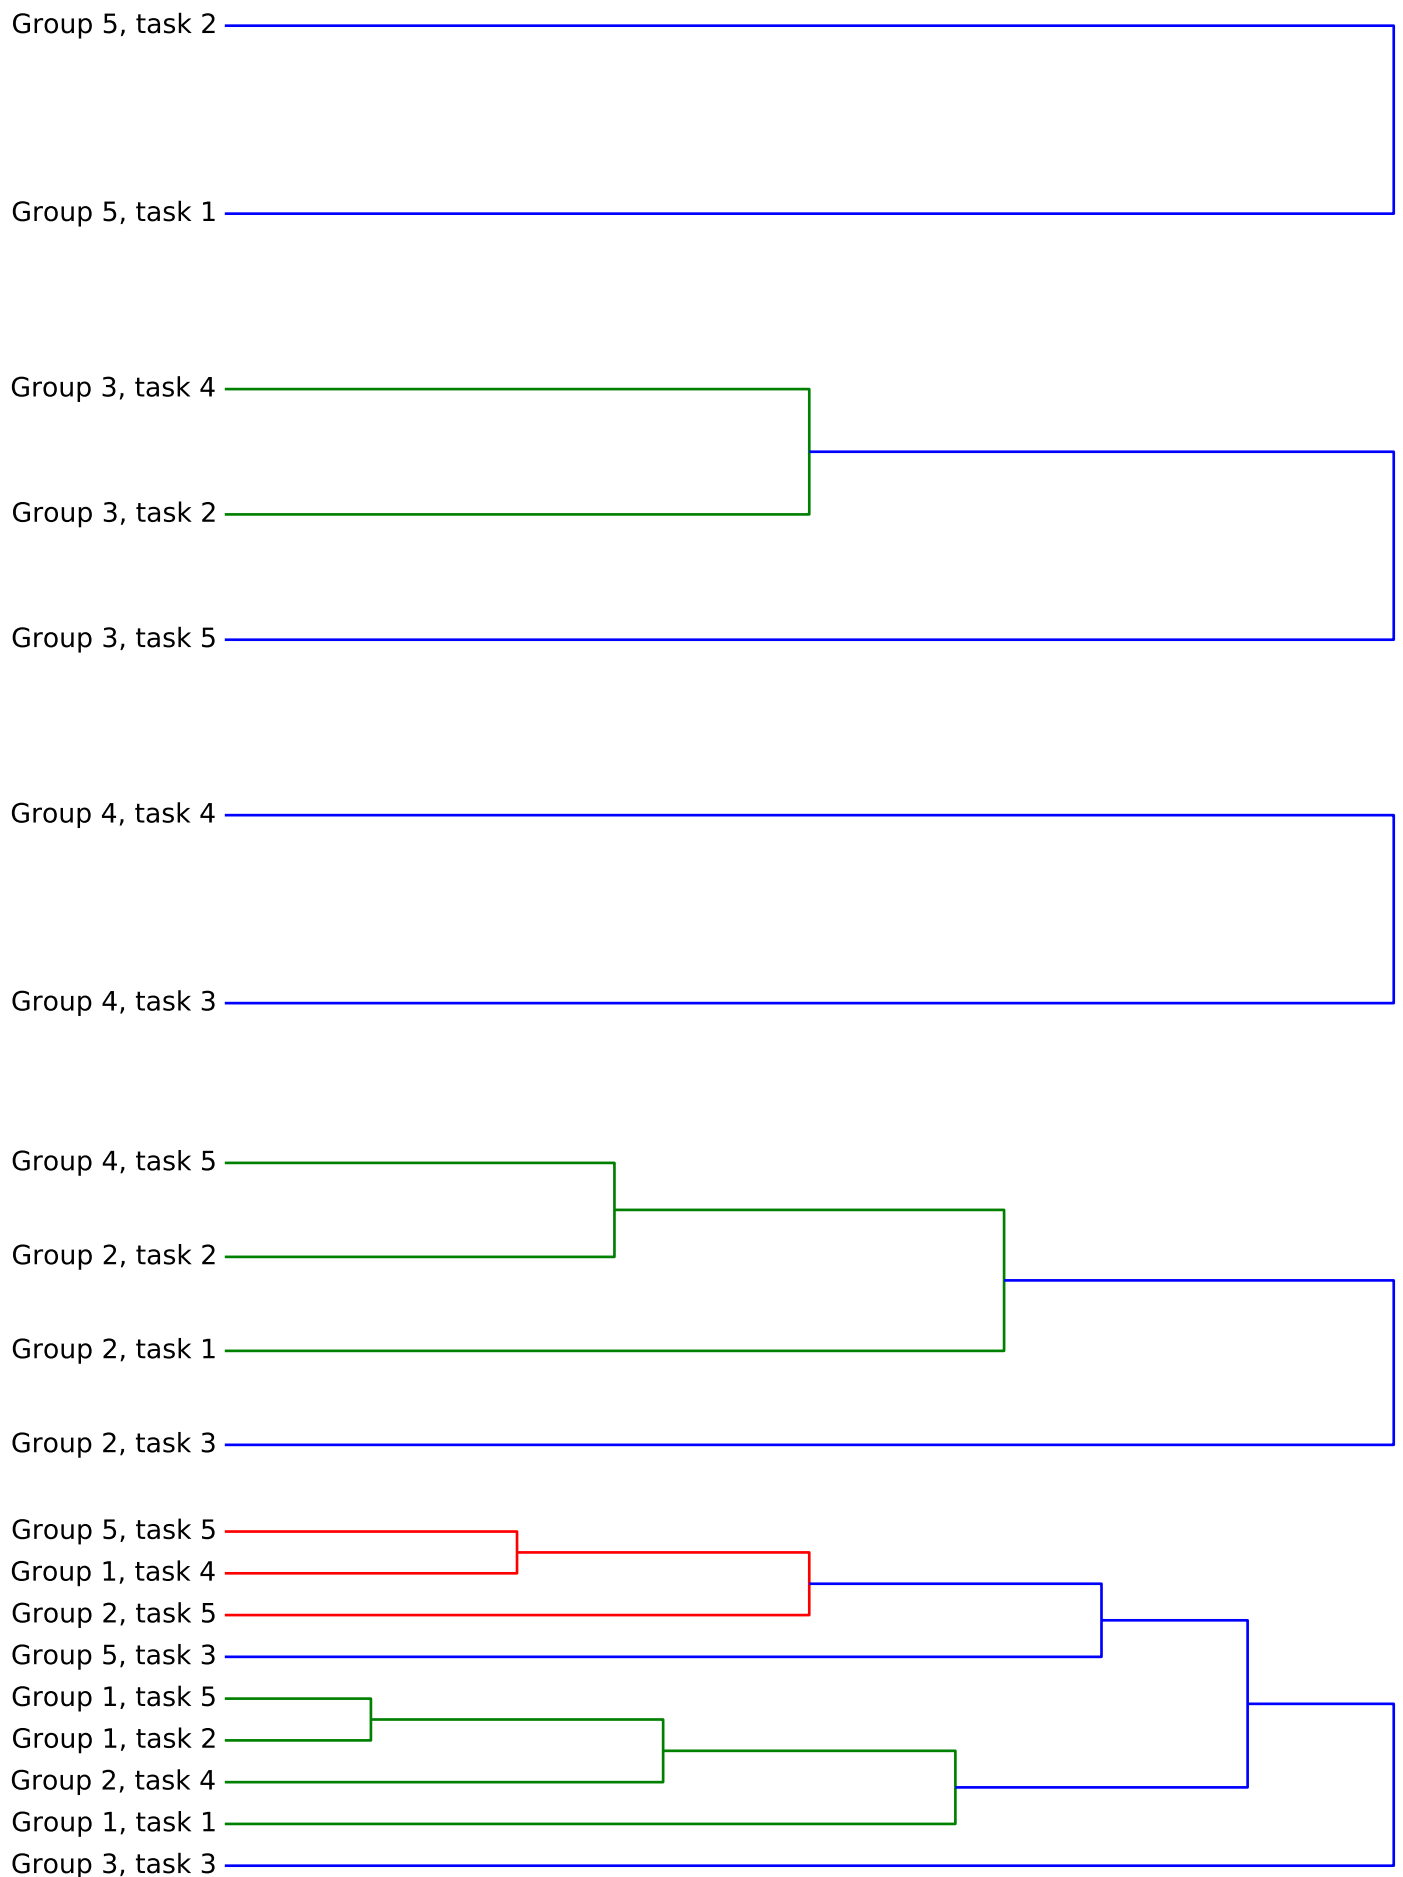 Group 5, task 2
Group 5, task 1
Group 3, task 4
Group 3, task 2
Group 3, task 5
Group 4, task 4
Group 4, task 3
Group 4, task 5
Group 2, task 2
Group 2, task 1
Group 2, task 3
Group 5, task 5
Group 1, task 4
Group 2, task 5
Group 5, task 3
Group 1, task 5
Group 1, task 2
Group 2, task 4
Group 1, task 1
Group 3, task 3